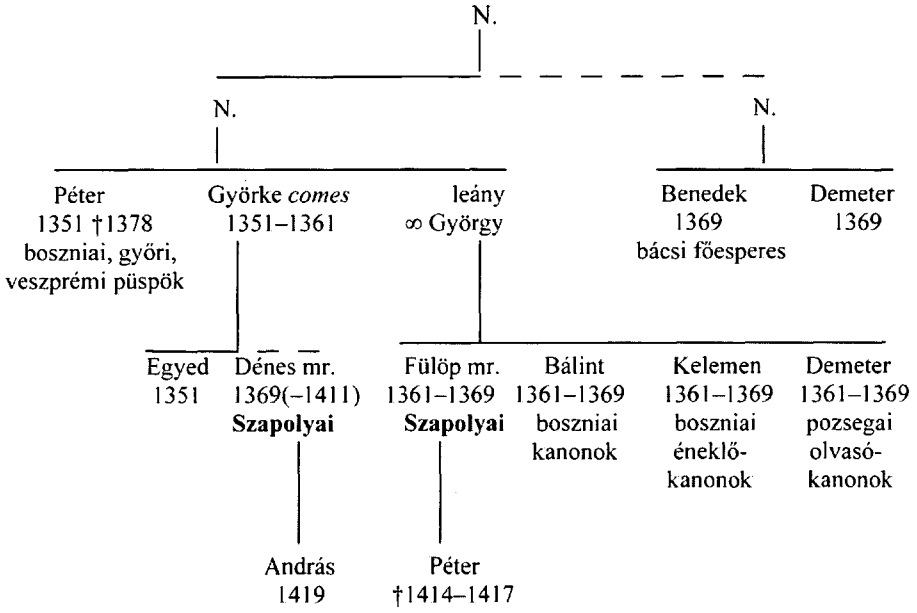 N.
N. N.
Péter Györke comes leány Benedek Demeter
1351 †1378 1351–1361 ∞ György 1369 1369
boszniai, győri, bácsi főesperes
veszprémi püspök
Egyed Dénes mr. Fülöp mr. Bálint Kelemen Demeter
1351 1369(–1411) 1361–1369 1361–1369 1361–1369 1361–1369
Szapolyai Szapolyai boszniai boszniai pozsegai
kanonok éneklő- olvasó-
kanonok kanonok
András Péter
1419 †1414–1417